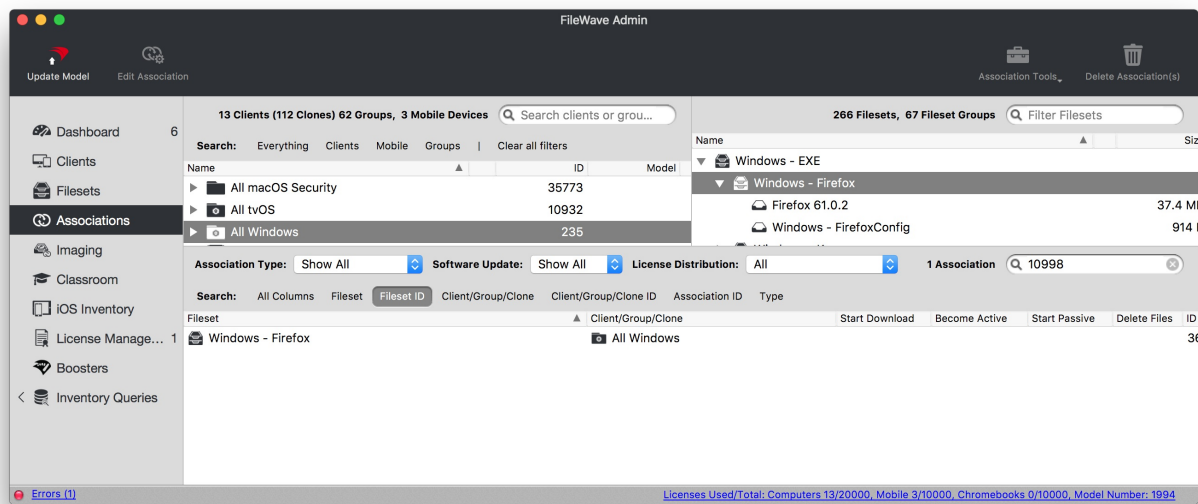 FileWave Admin
Update Model
Edit Association
Association Tools
Delete Association(s)
Dashboard 6
Clients
Filesets
Associations
Imaging
Classroom
iOS Inventory
License Manage... 1
Boosters
Inventory Queries
13 Clients (112 Clones) 62 Groups, 3 Mobile Devices Search clients or grou...
Search: Everything Clients Mobile Groups | Clear all filters
Name ID Model
All macOS Security 35773
All tvOS 10932
All Windows 235
266 Filesets, 67 Fileset Groups Filter Filesets
Name Siz
Windows - EXE
Windows - Firefox
Firefox 61.0.2 37.4 M
Windows - FirefoxConfig 914
Association Type: Show All Software Update: Show All License Distribution: All 1 Association 10998
Search: All Columns Fileset Fileset ID Client/Group/Clone Client/Group/Clone ID Association ID Type
Fileset Client/Group/Clone Start Download Become Active Start Passive Delete Files ID
Windows - Firefox All Windows 36
Errors (1) Licenses Used/Total: Computers 13/20000, Mobile 3/10000, Chromebooks 0/10000, Model Number: 1994